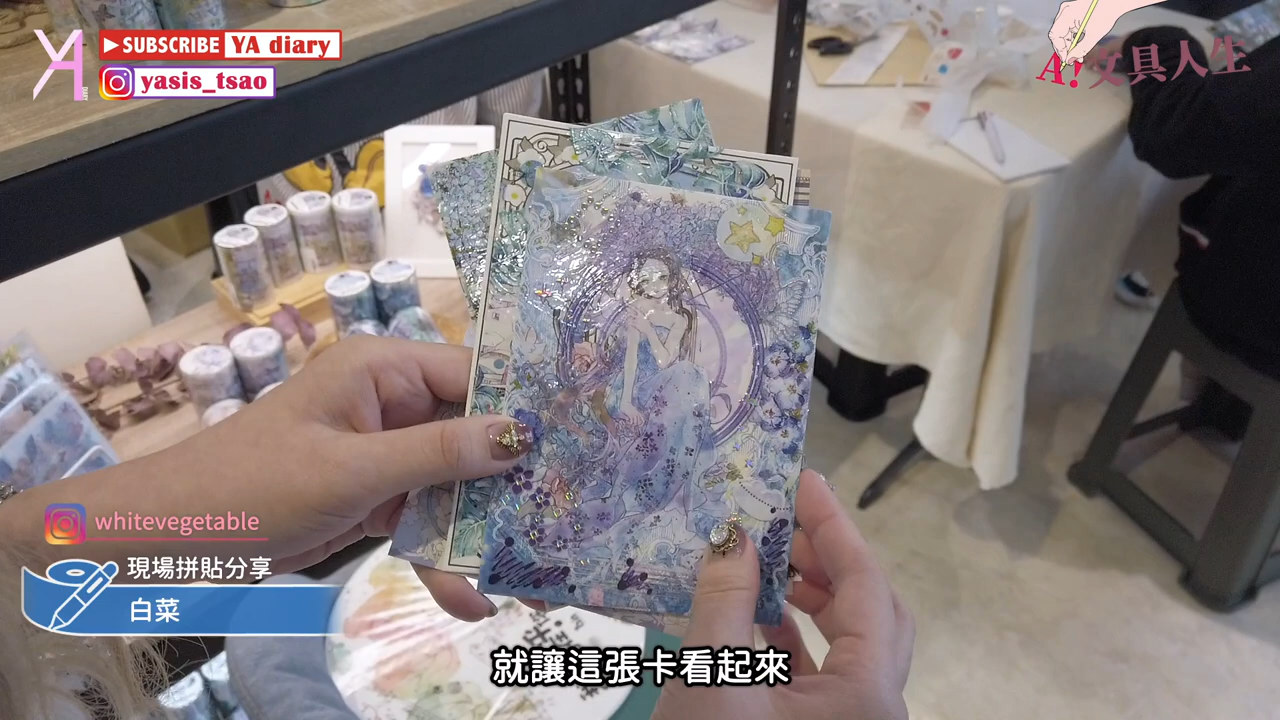 YA
SUBSCRIBE YA diary
yasis_tsao
A!文具人生
whitevegetable
現場拼貼分享
白菜
就讓這張卡看起來